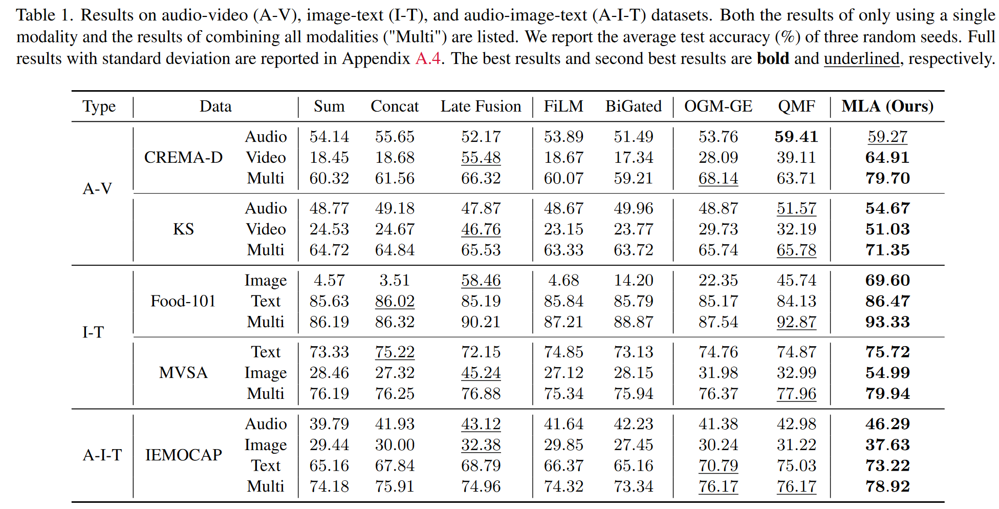 Table 1. Results on audio-video (A-V), image-text (I-T), and audio-image-text (A-I-T) datasets. Both the results of only using a single
modality and the results of combining all modalities ("Multi") are listed. We report the average test accuracy (%) of three random seeds. Full
results with standard deviation are reported in Appendix A.4. The best results and second best results are bold and underlined, respectively.
Type Data Sum Concat Late Fusion FiLM BiGated OGM-GE QMF MLA (Ours)
Audio 54.14 55.65 52.17 53.89 51.49 53.76 59.41 59.27
CREMA-D Video 18.45 18.68 55.48 18.67 17.34 28.09 39.11 64.91
Multi 60.32 61.56 66.32 60.07 59.21 68.14 63.71 79.70
A-V
Audio 48.77 49.18 47.87 48.67 49.96 48.87 51.57 54.67
KS Video 24.53 24.67 46.76 23.15 23.77 29.73 32.19 51.03
Multi 64.72 64.84 65.53 63.33 63.72 65.74 65.78 71.35
Image 4.57 3.51 58.46 4.68 14.20 22.35 45.74 69.60
Food-101 Text 85.63 86.02 85.19 85.84 85.79 85.17 84.13 86.47
Multi 86.19 86.32 90.21 87.21 88.87 87.54 92.87 93.33
I-T
Text 73.33 75.22 72.15 74.85 73.13 74.76 74.87 75.72
MVSA Image 28.46 27.32 45.24 27.12 28.15 31.98 32.99 54.99
Multi 76.19 76.25 76.88 75.34 75.94 76.37 77.96 79.94
Audio 39.79 41.93 43.12 41.64 42.23 41.38 42.98 46.29
Image 29.44 30.00 32.38 29.85 27.45 30.24 31.22 37.63
A-I-T IEMOCAP
Text 65.16 67.84 68.79 66.37 65.16 70.79 75.03 73.22
Multi 74.18 75.91 74.96 74.32 73.34 76.17 76.17 78.92